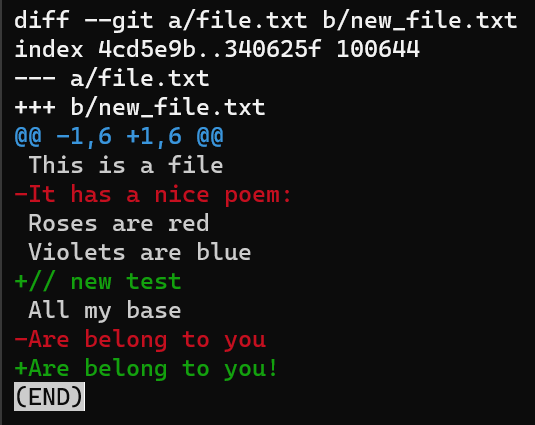 diff --git a/file.txt b/new_file.txt
index 4cd5e9b..340625f 100644
--- a/file.txt
+++ b/new_file.txt
@@ -1,6 +1,6 @@
 This is a file
-It has a nice poem:
 Roses are red
 Violets are blue
+// new test
 All my base
-Are belong to you
+Are belong to you!
(END)